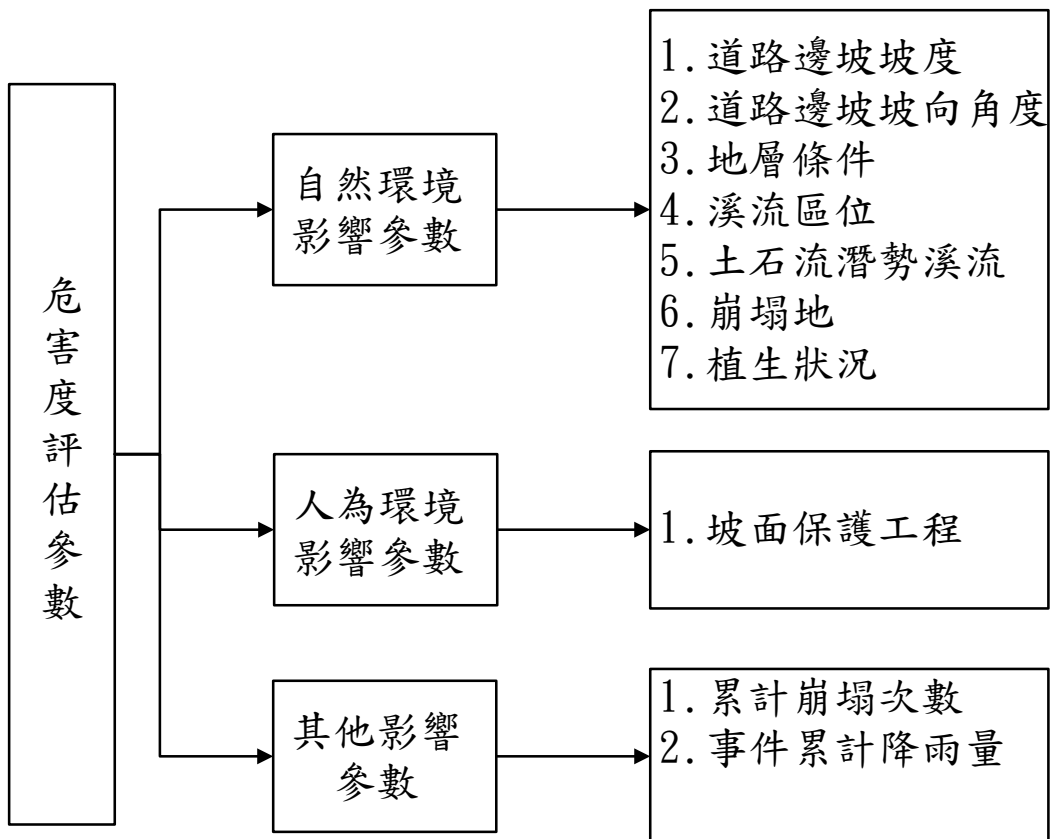 危害度評估參數
自然環境
影響參數
1.道路邊坡坡度
2.道路邊坡坡向角度
3.地層條件
4.溪流區位
5.土石流潛勢溪流
6.崩塌地
7.植生狀況
人為環境
影響參數
1.坡面保護工程
其他影響
參數
1.累計崩塌次數
2.事件累計降雨量